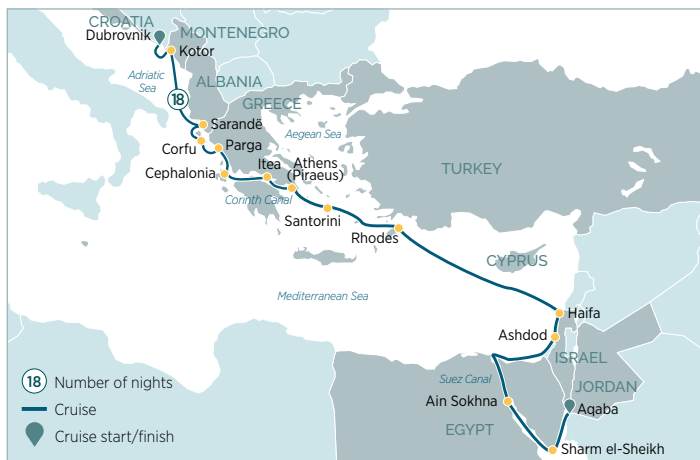 CROATIA
Dubrovnik
MONTENEGRO
Kotor
Adriatic
Sea
ALBANIA
18
GREECE
Sarandë
Aegean Sea
Corfu
Parga
Itea
Athens
(Piraeus)
Cephalonia
TURKEY
Corinth Canal
Santorini
Rhodes
CYPRUS
Mediterranean Sea
Haifa
Ashdod
ISRAEL
Suez Canal
JORDAN
Ain Sokhna
Aqaba
EGYPT
Sharm el-Sheikh
18 Number of nights
Cruise
Cruise start/finish